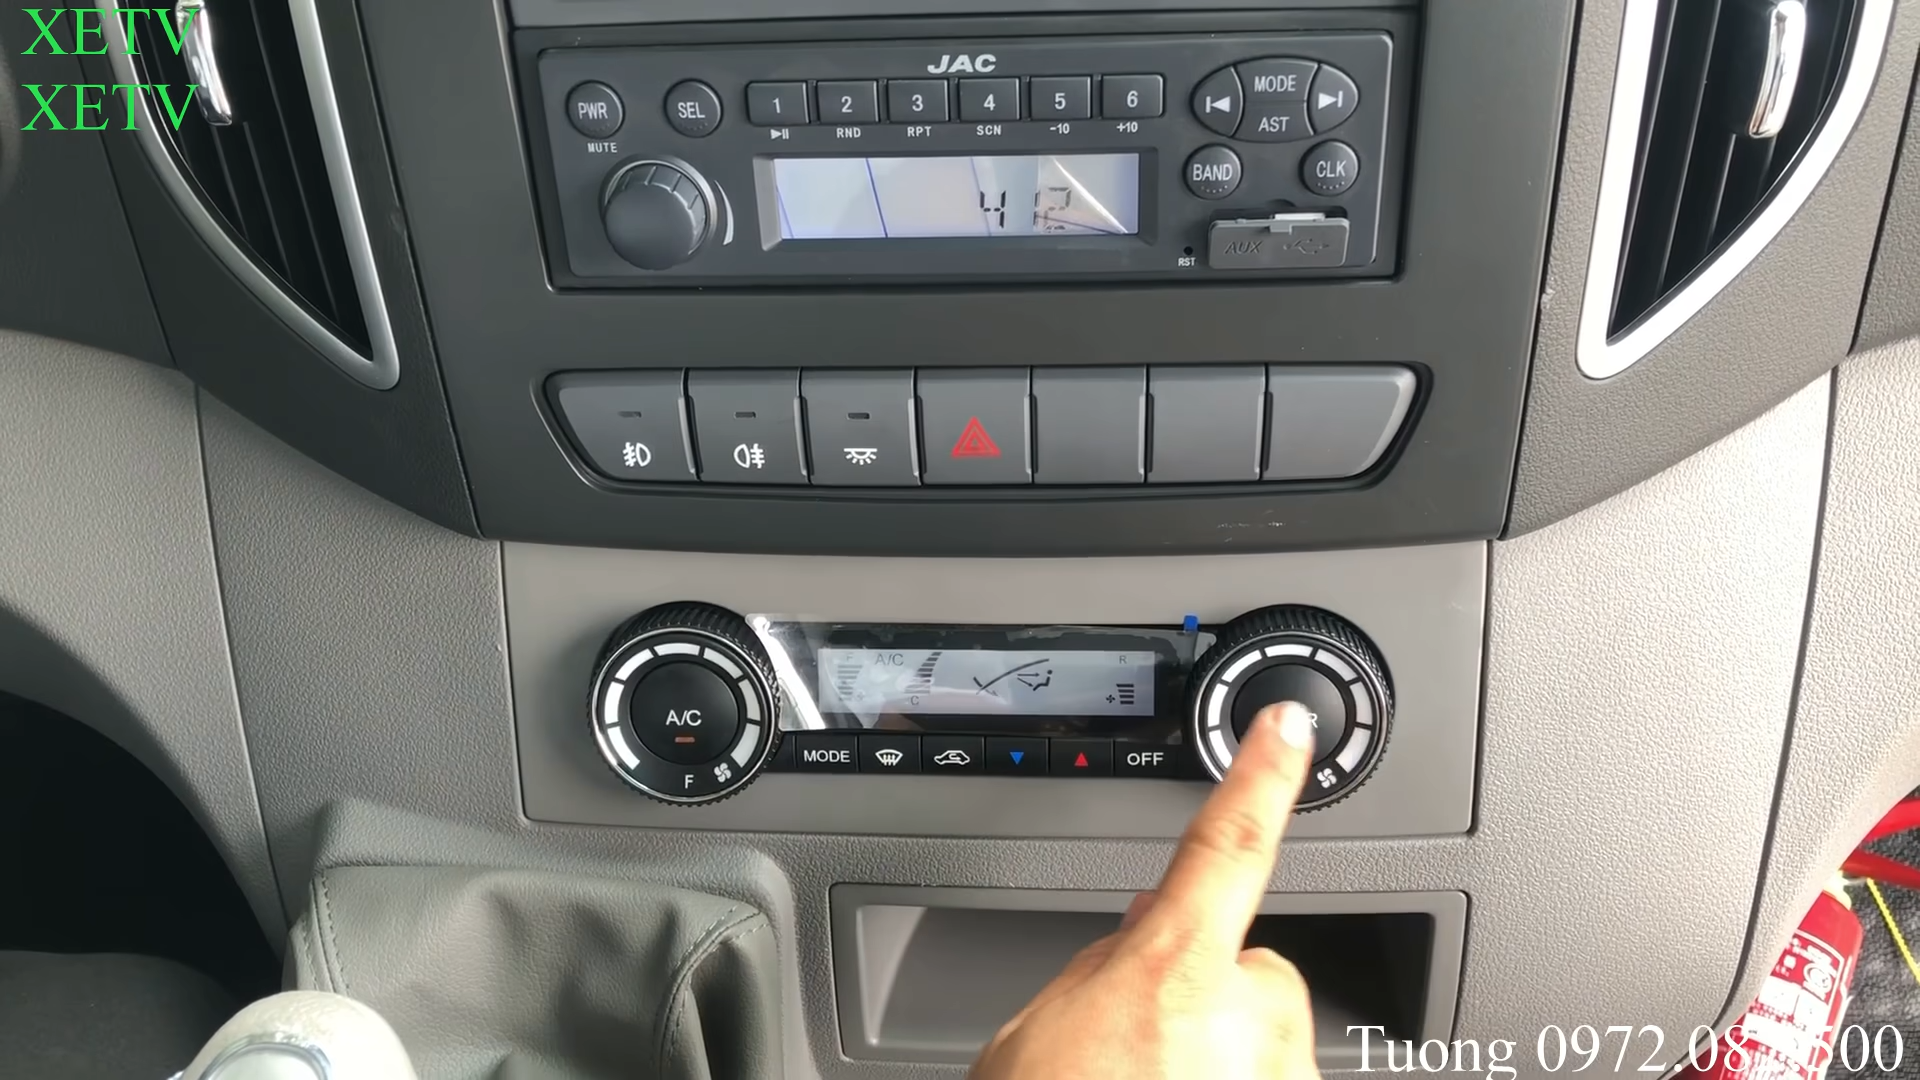 XETV
XETV
JAC
PWR
MUTE
SEL
1 2 3 4 5 6
RND RPT SCN -10 +10
MODE
AST
BAND
CLK
AUX
RST
A/C
F
A/C
C
R
MODE
OFF
A/C
F
R
Tuong 0972.08 500